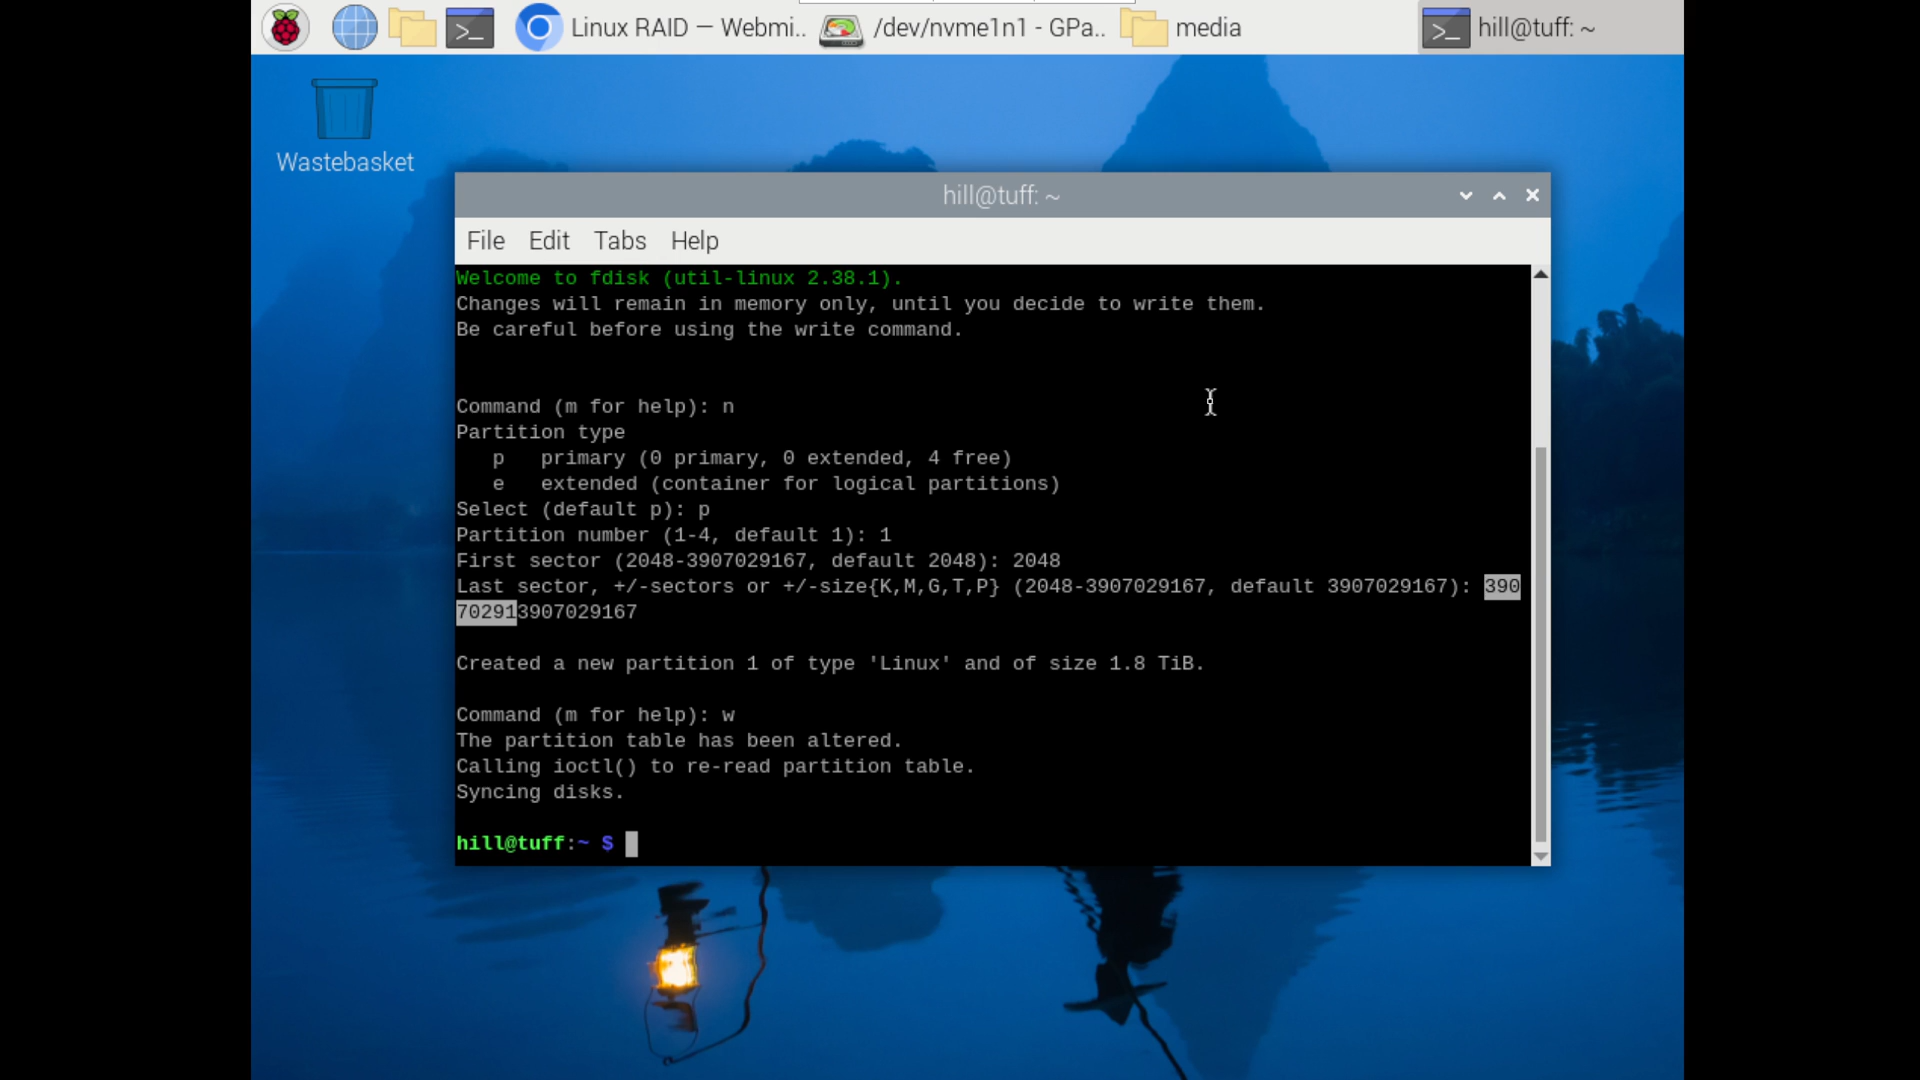 Linux RAID — Webmi..
/dev/nvme1n1 - GPa..
media
hill@tuff: ~
Wastebasket
hill@tuff: ~
File Edit Tabs Help
Welcome to fdisk (util-linux 2.38.1).
Changes will remain in memory only, until you decide to write them.
Be careful before using the write command.
Command (m for help): n
Partition type
p primary (0 primary, 0 extended, 4 free)
e extended (container for logical partitions)
Select (default p): p
Partition number (1-4, default 1): 1
First sector (2048-3907029167, default 2048): 2048
Last sector, +/-sectors or +/-size{K,M,G,T,P} (2048-3907029167, default 3907029167): 390
702913907029167
Created a new partition 1 of type 'Linux' and of size 1.8 TiB.
Command (m for help): w
The partition table has been altered.
Calling ioctl() to re-read partition table.
Syncing disks.
hill@tuff:~ $